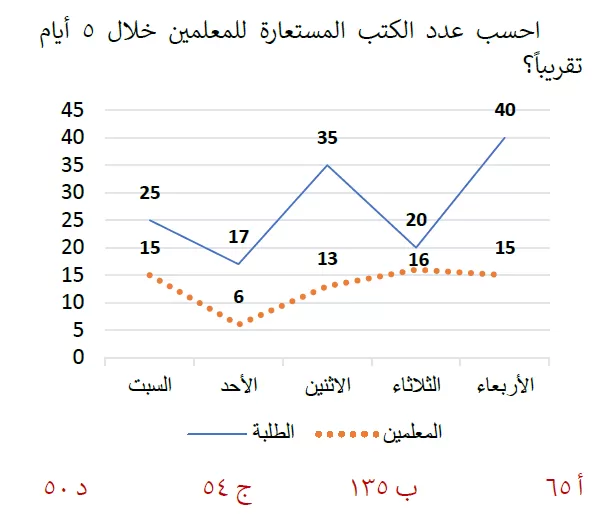 احسب عدد الكتب المستعارة للمعلمين خلال ٥ أيام
تقريباً؟
45
40
35
30
25
20
15
10
5
0
25
17
35
20
40
15
6
13
16
15
السبت
الأحد
الاثنين
الثلاثاء
الأربعاء
الطلبة
المعلمين
أ ٦٥
ب ١٣٥
ج ٥٤
د ٥٠